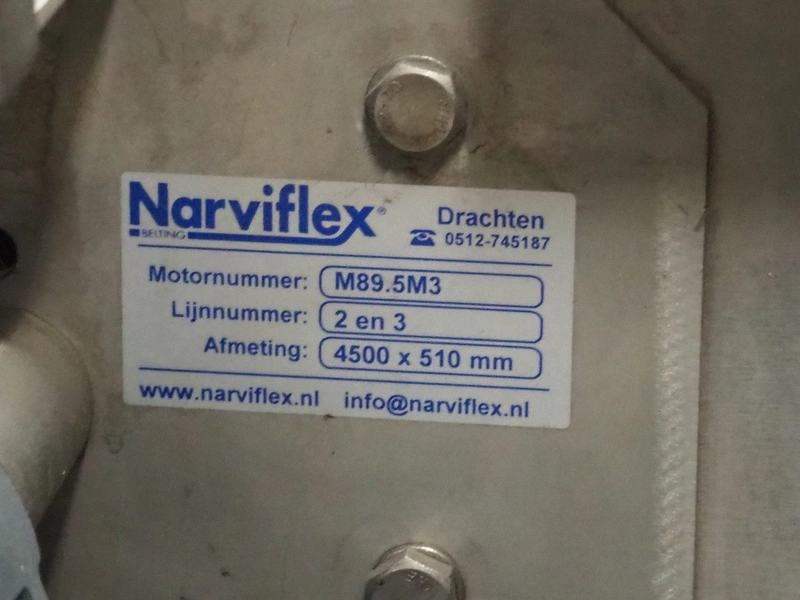 Narviflex®
BELTING
Drachten
☎ 0512-745187
Motornummer: M89.5M3
Lijnnummer: 2 en 3
Afmeting: 4500 x 510 mm
www.narviflex.nl info@narviflex.nl